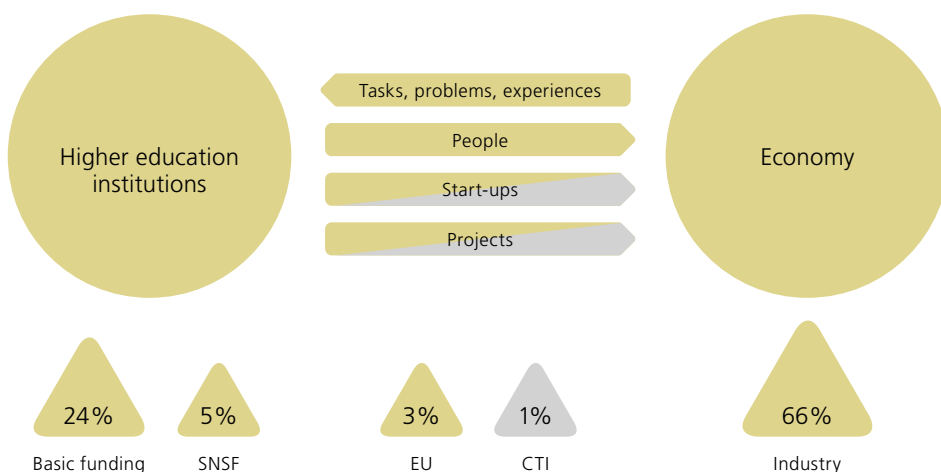 Tasks, problems, experiences
People
Higher education
institutions
Economy
Start-ups
Projects
24%
5%
3%
1%
66%
Basic funding
SNSF
EU
CTI
Industry